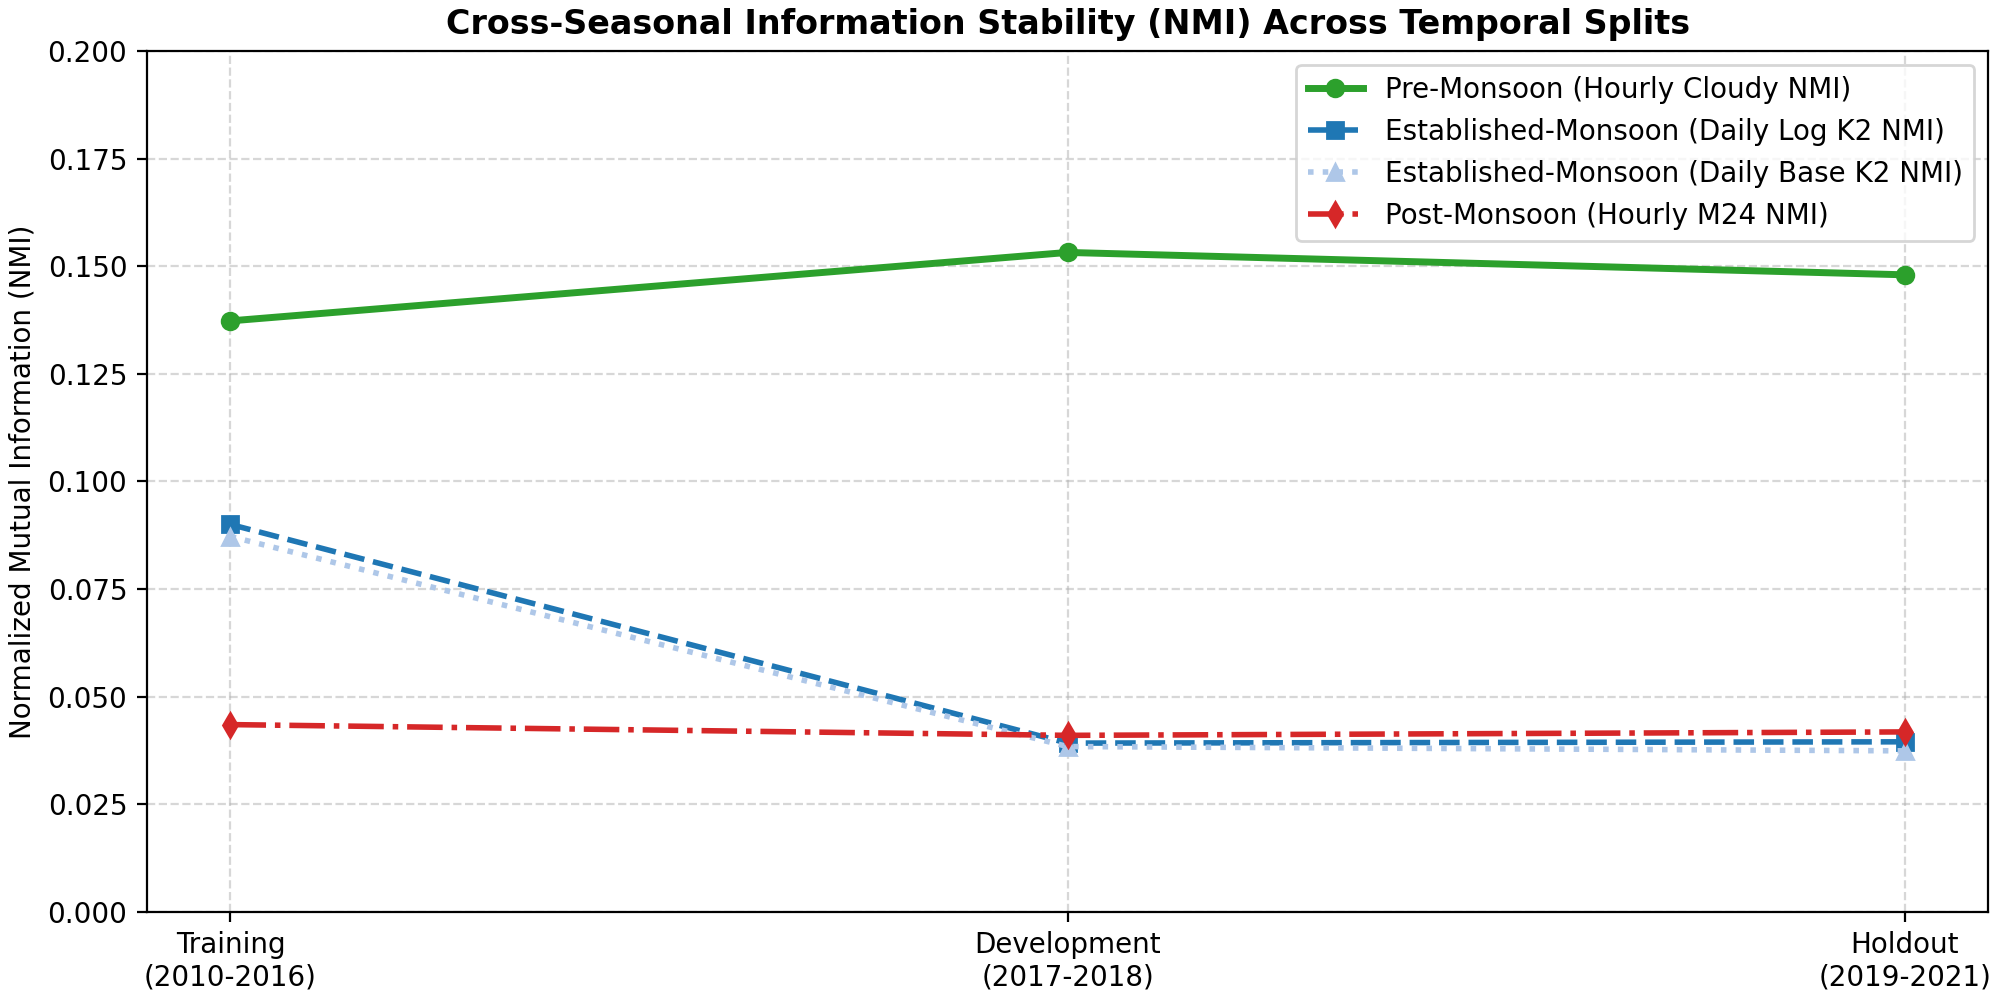 Cross-Seasonal Information Stability (NMI) Across Temporal Splits
Normalized Mutual Information (NMI)
0.200
0.175
0.150
0.125
0.100
0.075
0.050
0.025
0.000
Pre-Monsoon (Hourly Cloudy NMI)
Established-Monsoon (Daily Log K2 NMI)
Established-Monsoon (Daily Base K2 NMI)
Post-Monsoon (Hourly M24 NMI)
Training
(2010-2016)
Development
(2017-2018)
Holdout
(2019-2021)